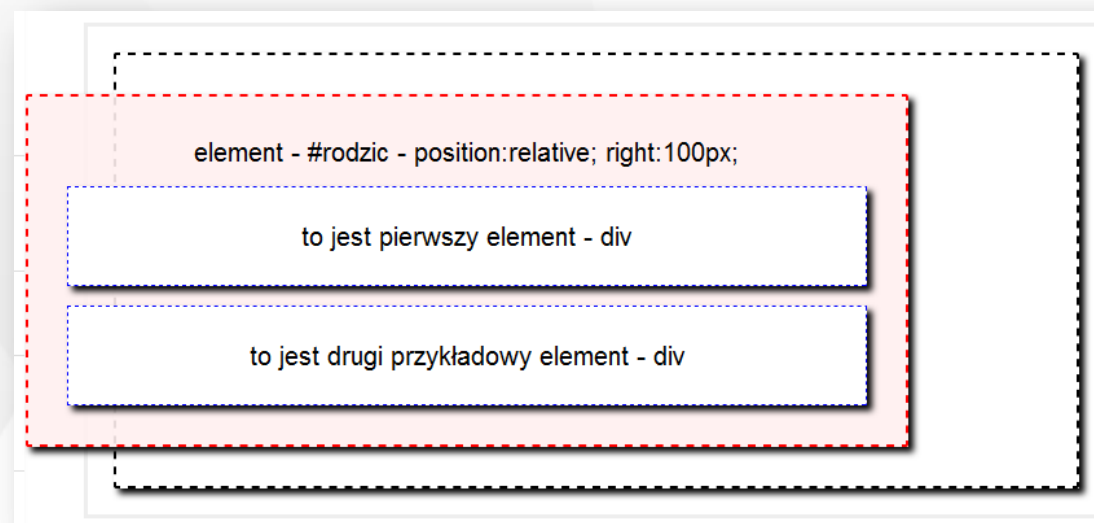 element - #rodzic - position:relative; right:100px;
to jest pierwszy element - div
to jest drugi przykładowy element - div